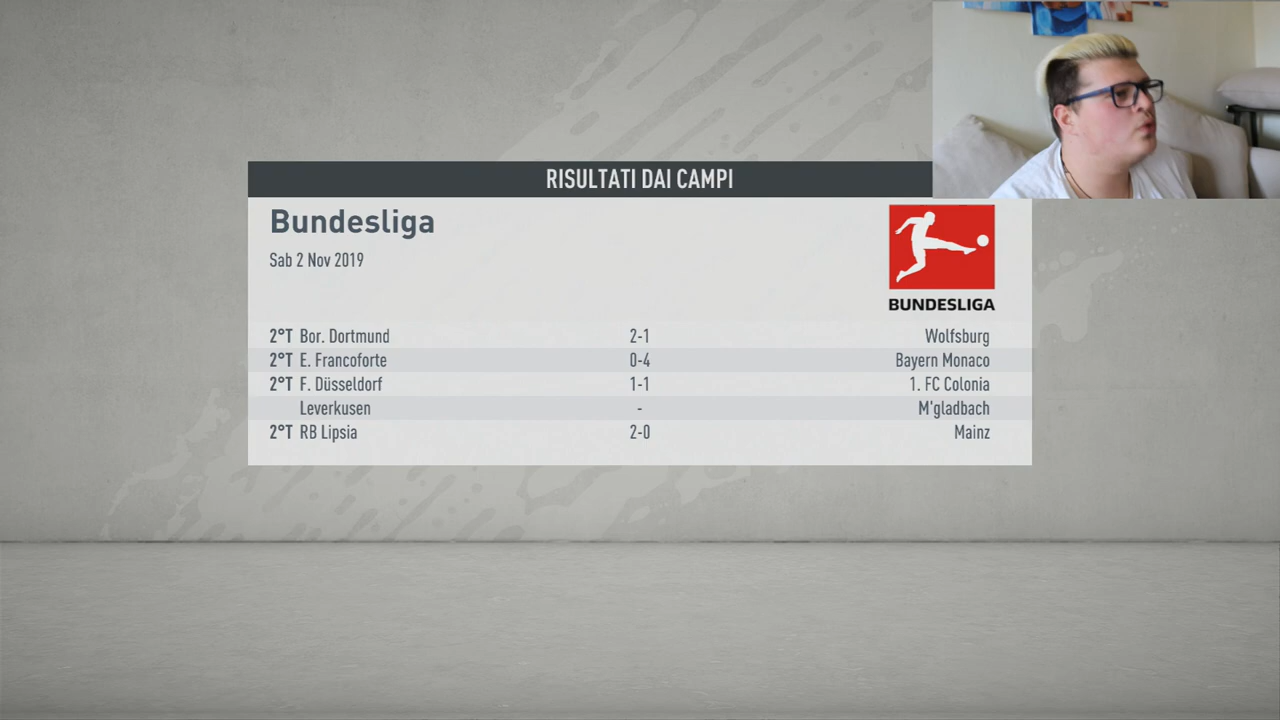 RISULTATI DAI CAMPI
Bundesliga
Sab 2 Nov 2019
BUNDESLIGA
2°T Bor. Dortmund 2-1 Wolfsburg
2°T E. Francoforte 0-4 Bayern Monaco
2°T F. Düsseldorf 1-1 1. FC Colonia
Leverkusen - M'gladbach
2°T RB Lipsia 2-0 Mainz